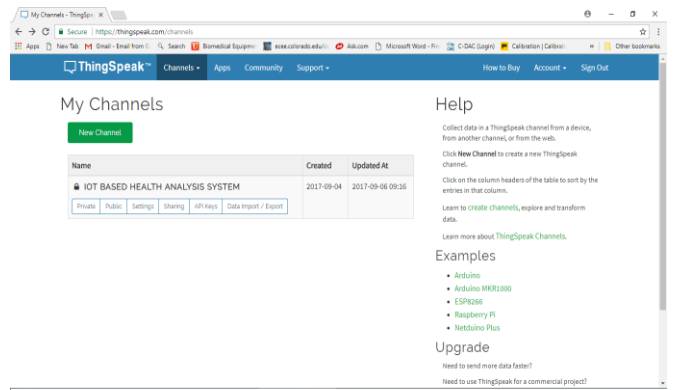 My Channels - ThingSpe
Secure | https://thingspeak.com/channels
Apps New Tab Gmail - Email from G Search Biomedical Equipme ecee.colorado.edu/ Ask.com Microsoft Word - Fin C-DAC (Login) Calibration | Calibrati » Other bookmarks
ThingSpeak™ Channels Apps Community Support How to Buy Account Sign Out
My Channels
New Channel
Name Created Updated At
IOT BASED HEALTH ANALYSIS SYSTEM 2017-09-04 2017-09-06 09:16
Private Public Settings Sharing API Keys Data Import / Export
Help
Collect data in a ThingSpeak channel from a device,
from another channel, or from the web.
Click New Channel to create a new ThingSpeak
channel.
Click on the column headers of the table to sort by the
entries in that column.
Learn to create channels, explore and transform
data.
Learn more about ThingSpeak Channels.
Examples
Arduino
Arduino MKR1000
ESP8266
Raspberry Pi
Netduino Plus
Upgrade
Need to send more data faster?
Need to use ThingSpeak for a commercial project?